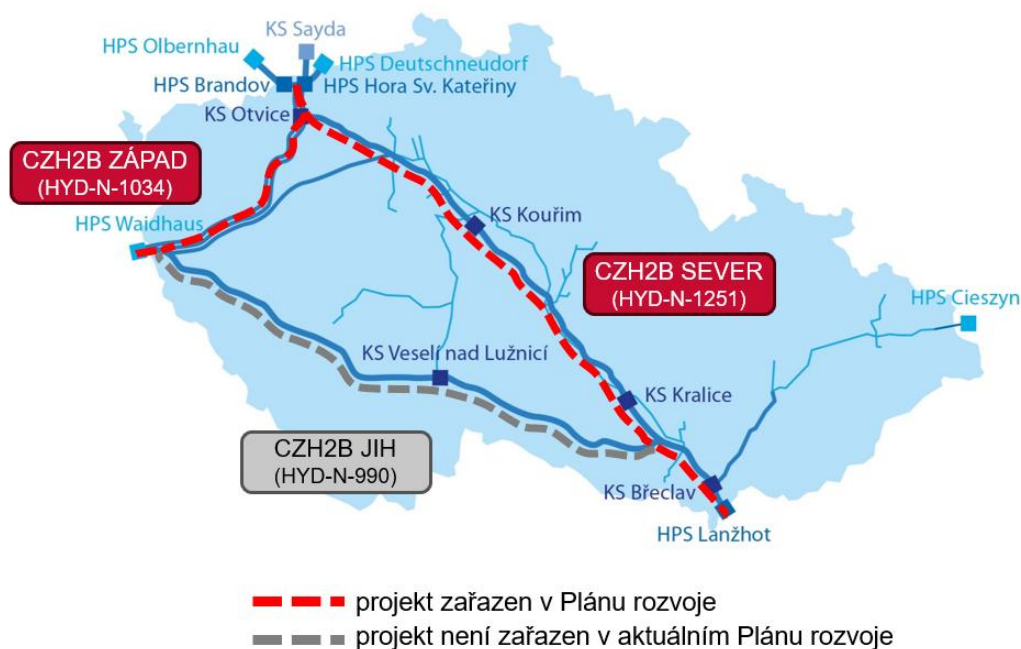 KS Sayda
HPS Olbernhau
HPS Deutschneudorf
HPS Brandov
HPS Hora Sv. Kateřiny
KS Otvice
CZH2B ZÁPAD
(HYD-N-1034)
HPS Waidhaus
KS Kouřim
CZH2B SEVER
(HYD-N-1251)
HPS Cieszyn
KS Veselí nad Lužnicí
KS Kralice
CZH2B JIH
(HYD-N-990)
KS Břeclav
HPS Lanžhot
projekt zařazen v Plánu rozvoje
projekt není zařazen v aktuálním Plánu rozvoje